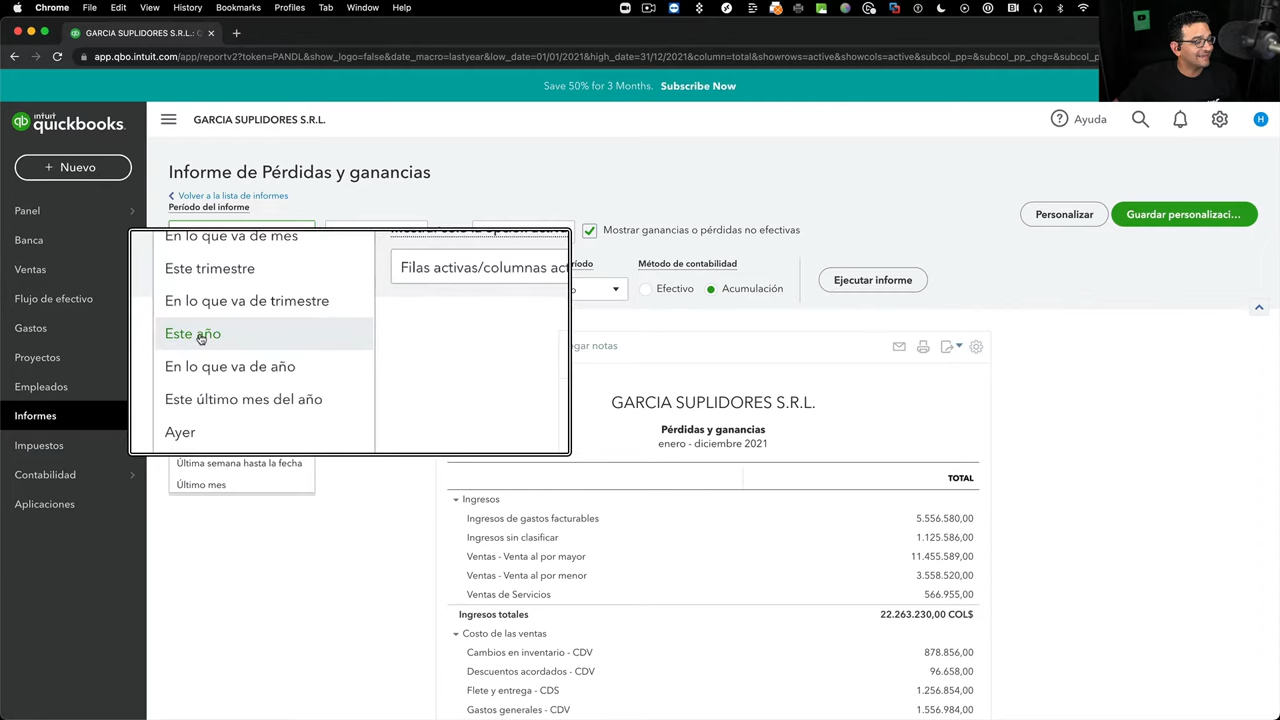 Chrome File Edit View History Bookmarks Profiles Tab Window Help
GARCIA SUPLIDORES S.R.L.: C
app.qbo.intuit.com/app/reportv2?token=PANDL&show_logo=false&date_macro=lastyear&low_date=01/01/2021&high_date=31/12/2021&column=total&showrows=active&showcols=active&subcol_pp=&subcol_pp_chg=&subcol_p
Save 50% for 3 Months. Subscribe Now
intuit
quickbooks.
GARCIA SUPLIDORES S.R.L.
Ayuda
H
+ Nuevo
Panel
Banca
Ventas
Flujo de efectivo
Gastos
Proyectos
Empleados
Informes
Impuestos
Contabilidad
Aplicaciones
Informe de Pérdidas y ganancias
Volver a la lista de informes
Período del informe
Mostrar ganancias o pérdidas no efectivas
Personalizar
Guardar personalizaci...
En lo que va de mes
Este trimestre
En lo que va de trimestre
Este año
En lo que va de año
Este último mes del año
Ayer
Filas activas/columnas act
Última semana hasta la fecha
Último mes
Método de contabilidad
Efectivo
Acumulación
Ejecutar informe
egar notas
GARCIA SUPLIDORES S.R.L.
Pérdidas y ganancias
enero - diciembre 2021
TOTAL
Ingresos
Ingresos de gastos facturables 5.556.580,00
Ingresos sin clasificar 1.125.586,00
Ventas - Venta al por mayor 11.455.589,00
Ventas - Venta al por menor 3.558.520,00
Ventas de Servicios 566.955,00
Ingresos totales 22.263.230,00 COL$
Costo de las ventas
Cambios en inventario - CDV 878.856,00
Descuentos acordados - CDV 96.658,00
Flete y entrega - CDS 1.256.854,00
Gastos generales - CDV 1.556.984,00